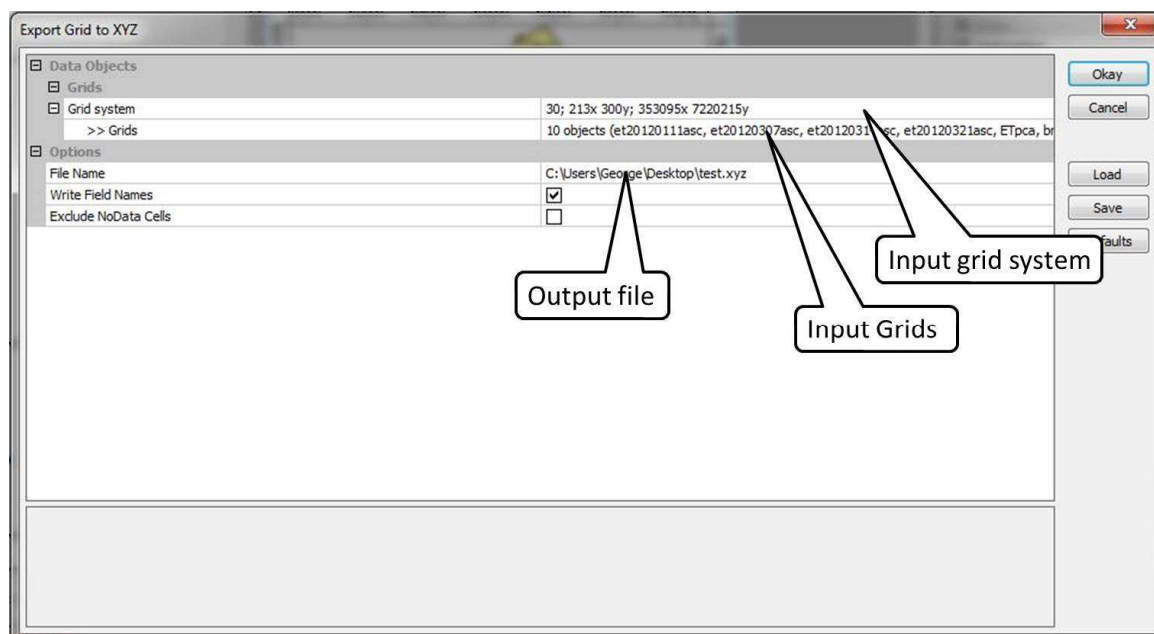 Export Grid to XYZ
Data Objects
Grids
Grid system 30; 213x 300y; 353095x 7220215y
>> Grids 10 objects (et20120111asc, et20120307asc, et2012031 sc, et20120321asc, ETpca, br
Options
File Name C:\Users\George\Desktop\test.xyz
Write Field Names
Exclude NoData Cells
Okay
Cancel
Load
Save
faults
Input grid system
Output file
Input Grids